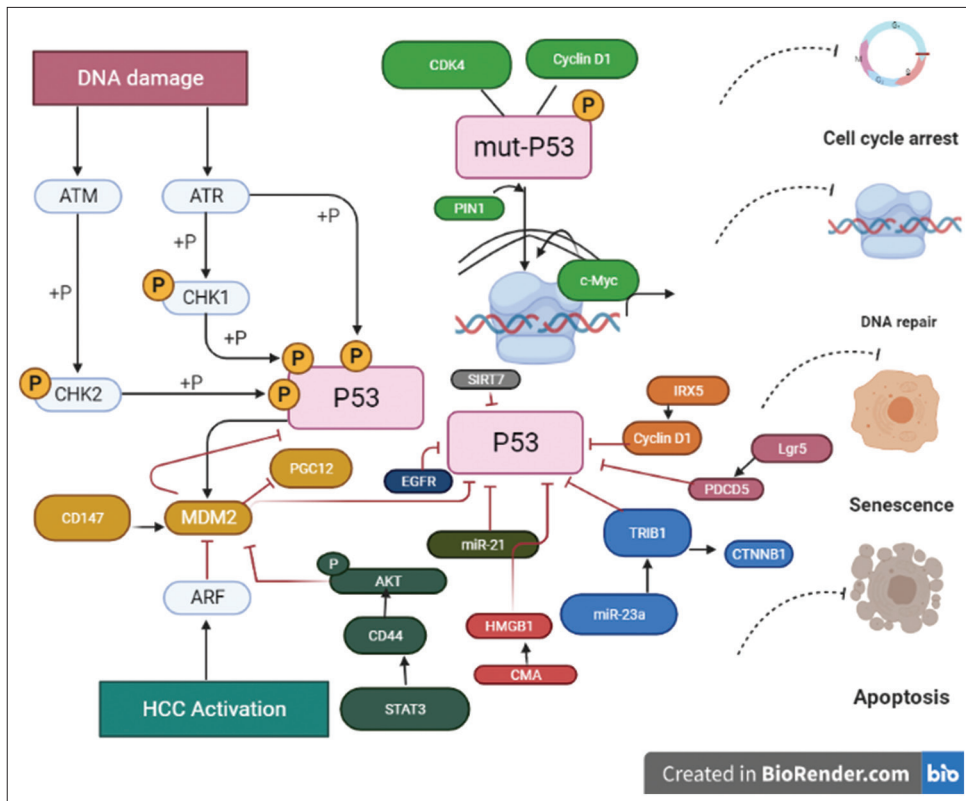 DNA damage
ATM
ATR
+P
+P
+P
P
CHK1
+P
P
CHK2
+P
P
P
P
P53
CD147
MDM2
PGC12
ARF
HCC Activation
P
AKT
CD44
STAT3
CDK4
Cyclin D1
P
mut-P53
PIN1
c-Myc
SIRT7
P53
EGFR
IRX5
Cyclin D1
Lgr5
PDCD5
miR-21
TRIB1
CTNNB1
miR-23a
HMGB1
CMA
M
Cell cycle arrest
DNA repair
Senescence
Apoptosis
Created in BioRender.com bio